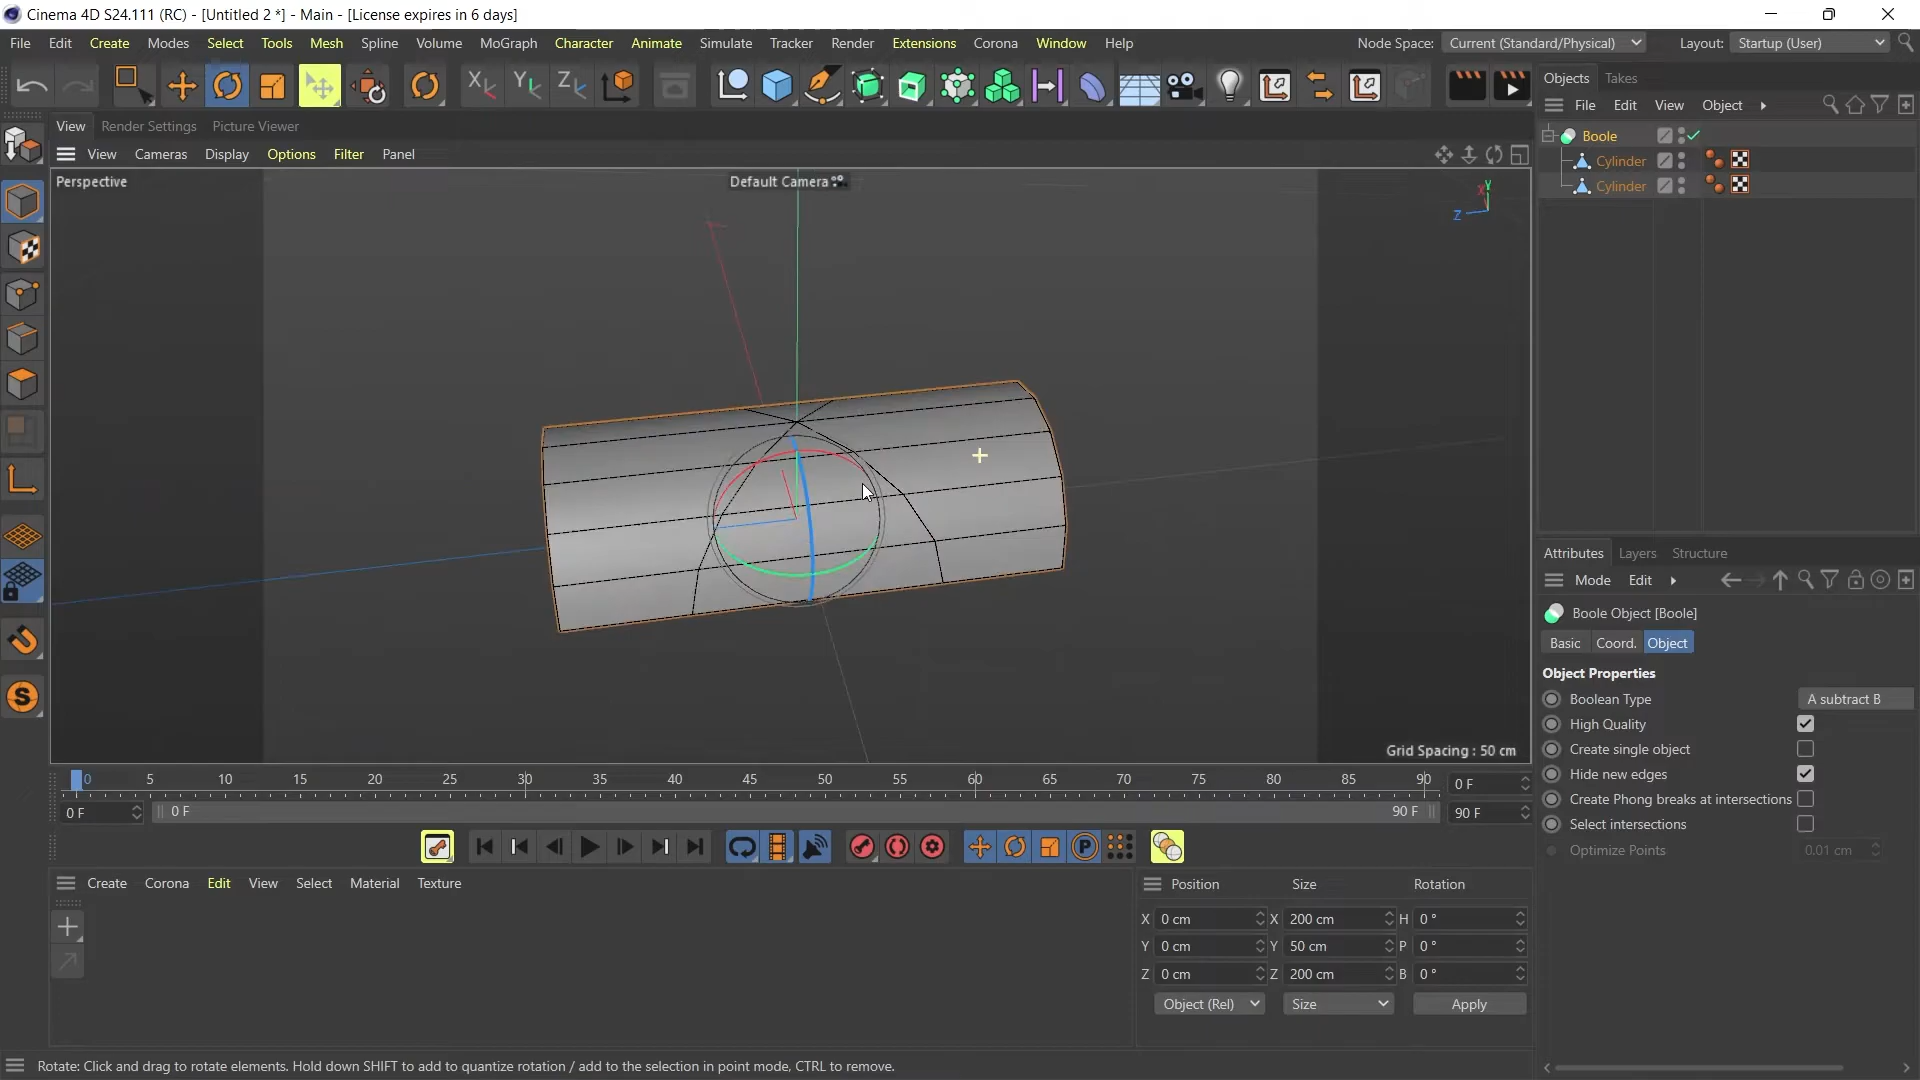 Cinema 4D S24.111 (RC) - [Untitled 2 *] - Main - [License expires in 6 days]
File Edit Create Modes Select Tools Mesh Spline Volume MoGraph Character Animate Simulate Tracker Render Extensions Corona Window Help Node Space: Current (Standard/Physical) Layout: Startup (User)
X Y Z
Objects Takes
File Edit View Object
View Render Settings Picture Viewer
Boole
View Cameras Display Options Filter Panel
Cylinder
Perspective Default Camera
Cylinder
X Y
Z
Attributes Layers Structure
Mode Edit
Boole Object [Boole]
Basic Coord. Object
Object Properties
Boolean Type A subtract B
High Quality
Create single object
Hide new edges
Create Phong breaks at intersections
Select intersections
Optimize Points 0.01 cm
Grid Spacing : 50 cm
0 5 10 15 20 25 30 35 40 45 50 55 60 65 70 75 80 85 90 0 F
0 F 0 F 90 F 90 F
P
S
Create Corona Edit View Select Material Texture
Position Size Rotation
X 0 cm X 200 cm H 0 °
Y 0 cm Y 50 cm P 0 °
Z 0 cm Z 200 cm B 0 °
Object (Rel) Size Apply
Rotate: Click and drag to rotate elements. Hold down SHIFT to add to quantize rotation / add to the selection in point mode, CTRL to remove.